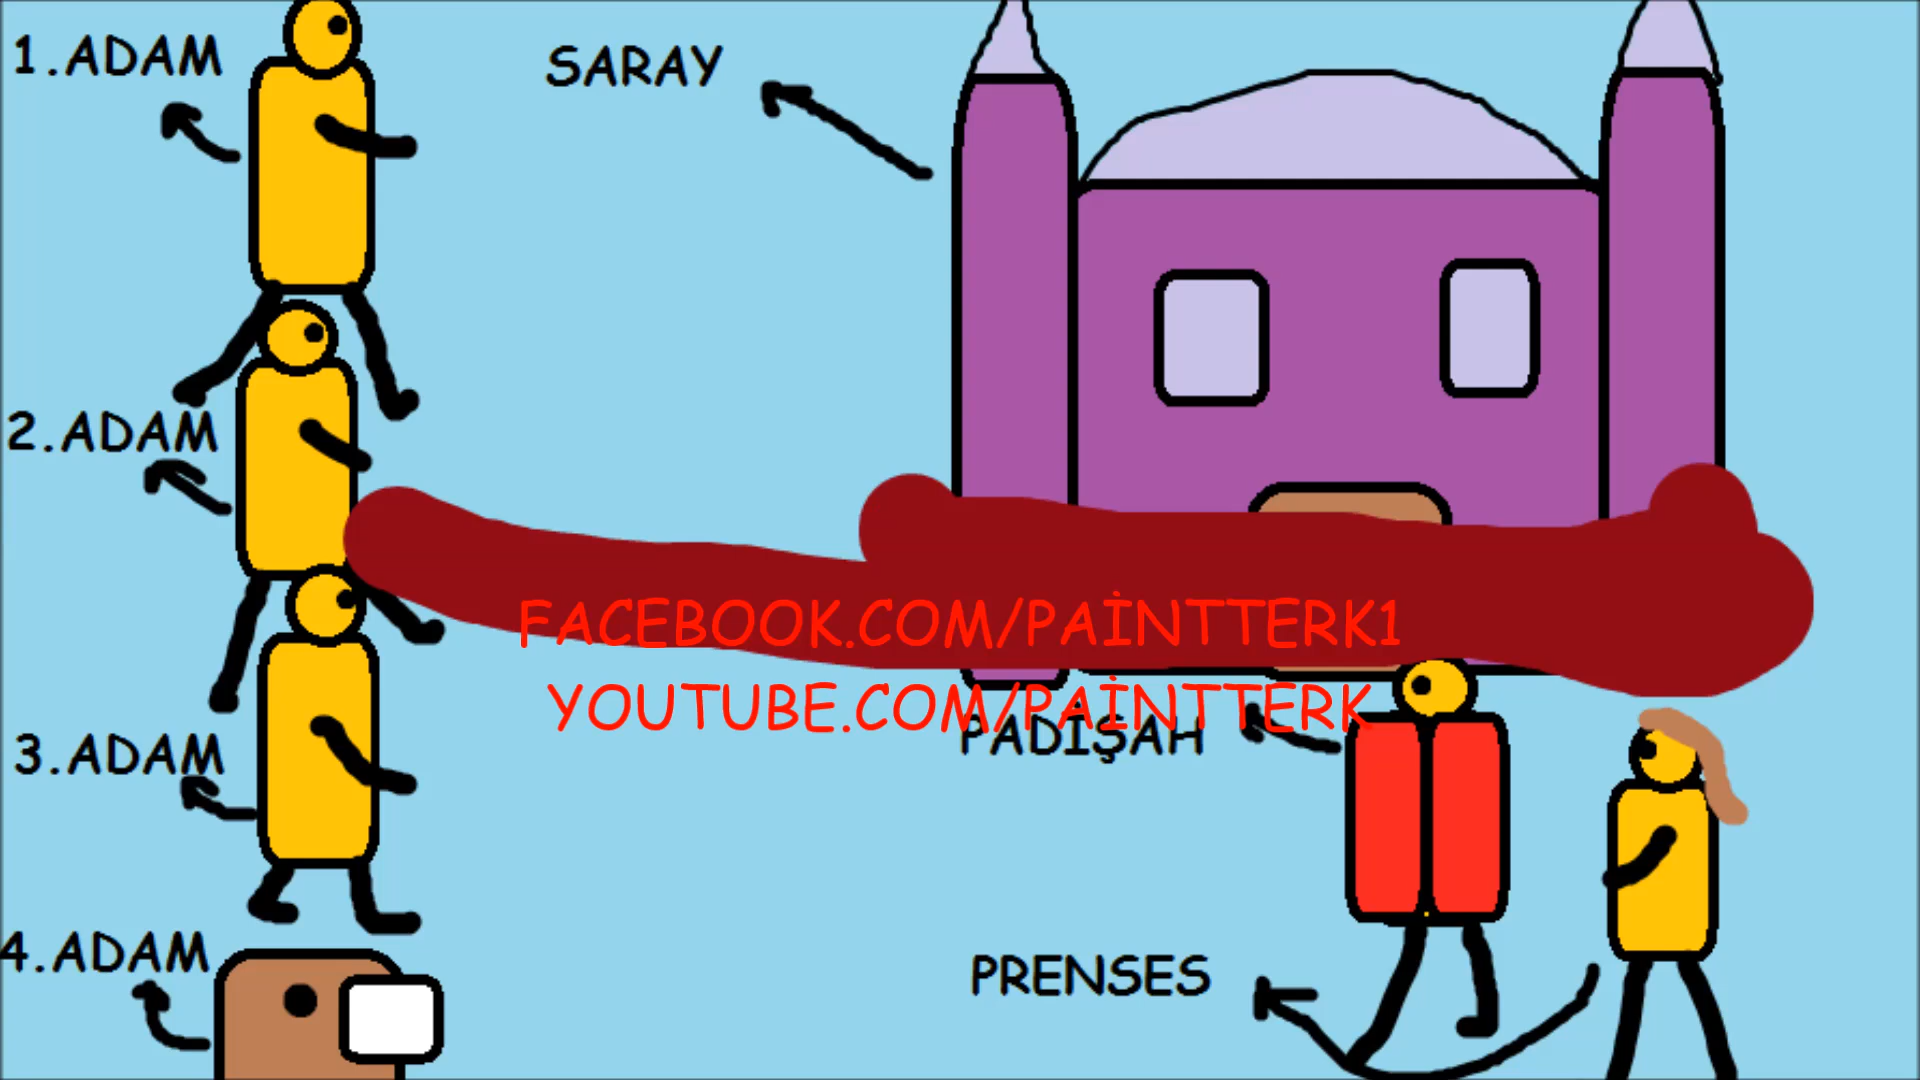 1.ADAM
SARAY
2.ADAM
FACEBOOK.COM/PAİNTTERK1
YOUTUBE.COM/PAİNTTERK
PADİŞAH
3.ADAM
4.ADAM
PRENSES